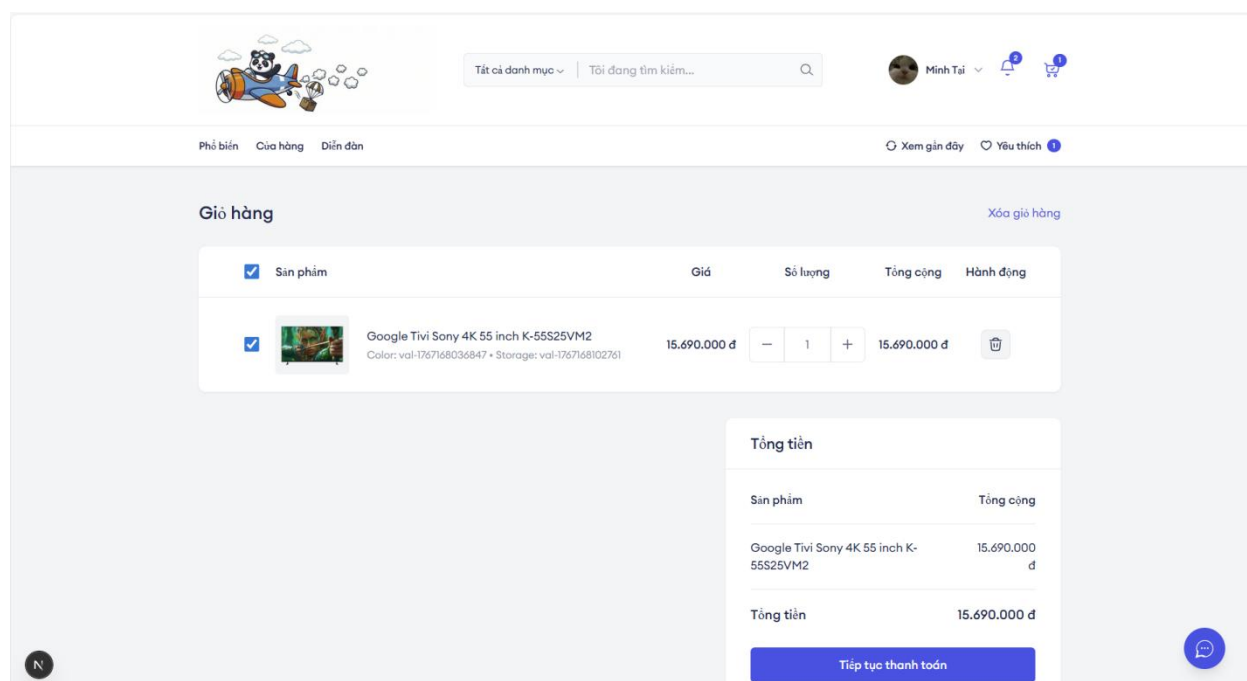 Tất cả danh mục
Tôi đang tìm kiếm...
Minh Tại
2
1
Phổ biến Cửa hàng Diễn đàn
Xem gần đây Yêu thích 1
Giỏ hàng
Xóa giỏ hàng
Sản phẩm Giá Số lượng Tổng cộng Hành động
Google Tivi Sony 4K 55 inch K-55S25VM2
Color: val-1767168036847 • Storage: val-1767168102761
15.690.000 đ
1
15.690.000 đ
Tổng tiền
Sản phẩm Tổng cộng
Google Tivi Sony 4K 55 inch K-
55S25VM2
15.690.000
đ
Tổng tiền 15.690.000 đ
Tiếp tục thanh toán
N